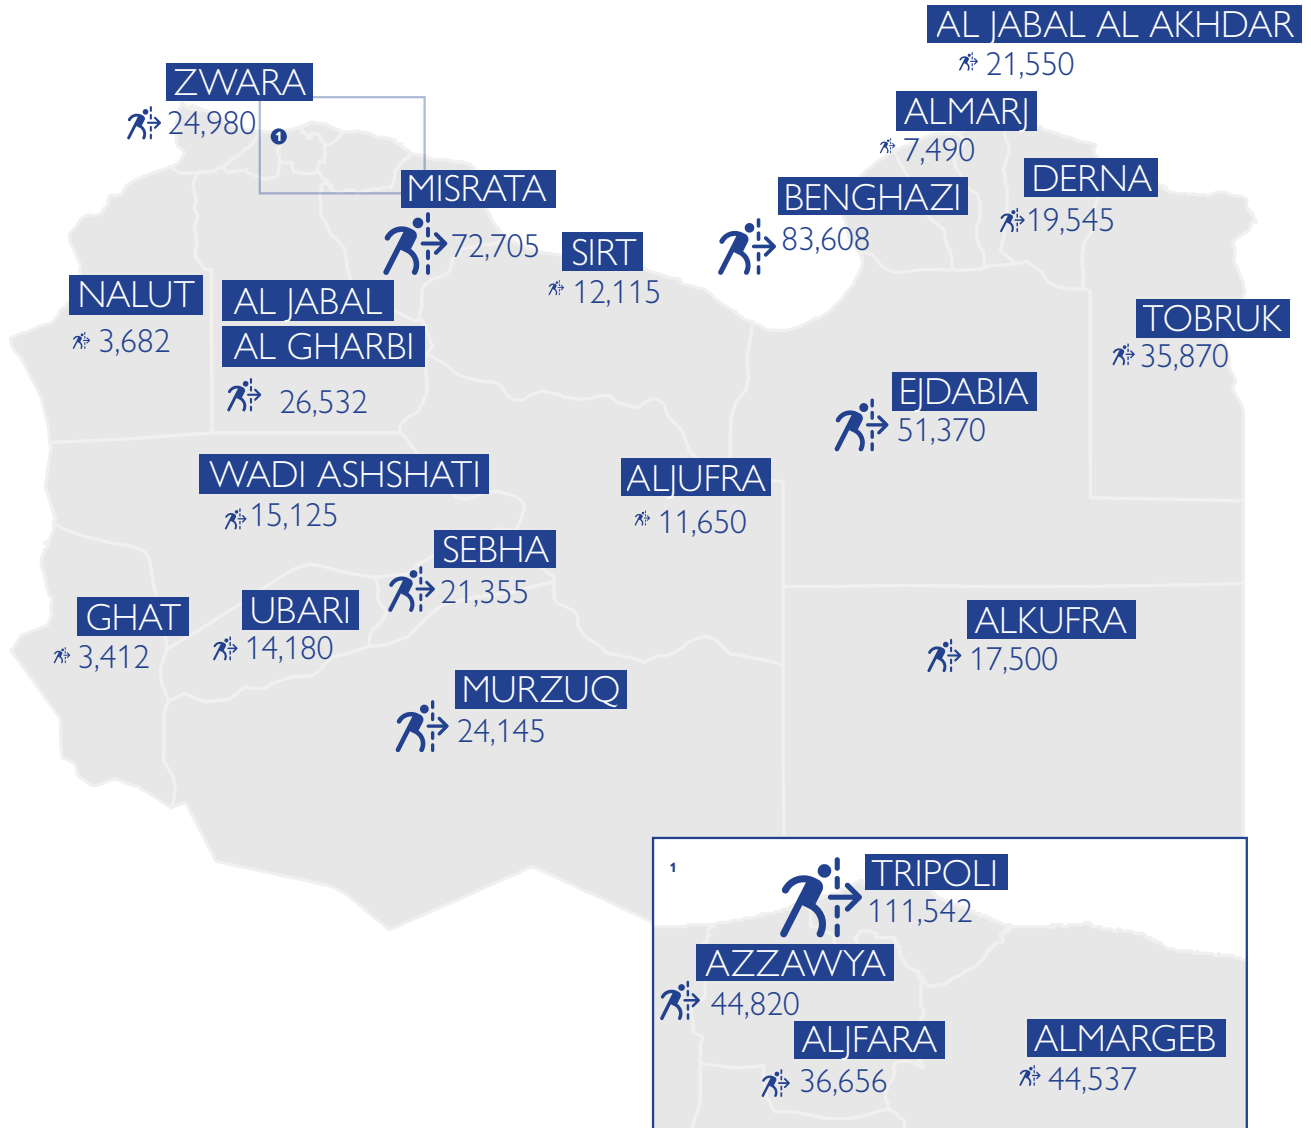 AL JABAL AL AKHDAR
21,550
ZWARA
24,980
1
ALMARJ
7,490
MISRATA
72,705
BENGHAZI
83,608
DERNA
19,545
SIRT
12,115
NALUT
3,682
AL JABAL
AL GHARBI
26,532
TOBRUK
35,870
EJDABIA
51,370
WADI ASHSHATI
15,125
ALJUFRA
11,650
SEBHA
21,355
GHAT
3,412
UBARI
14,180
ALKUFRA
17,500
MURZUQ
24,145
1
TRIPOLI
111,542
AZZAWYA
44,820
ALJFARA
36,656
ALMARGEB
44,537